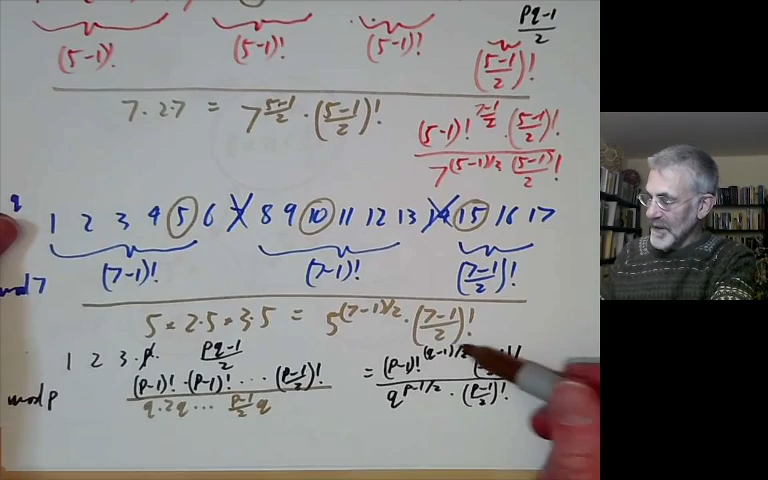 pq-1/2
(5-1)! (5-1)! (5-1)! (5-1/2)!
7 · 2·7 = 7^(5-1/2) · (5-1/2)!
(5-1)!^(7-1/2) · (5-1/2)! / 7^(5-1)/2 (5-1/2)!
q
1 2 3 4 5 6 7 8 9 10 11 12 13 14 15 16 17
mod 7 (7-1)! (7-1)! (7-1/2)!
5 × 2·5 × 3·5 = 5^(7-1)/2 · (7-1/2)!
1 2 3 · p · pq-1/2
mod p (p-1)! · (p-1)! · · · (p-1/2)! / q · 2q · · · p-1/2 q = (p-1)!^(q-1)/2 / q^(p-1/2) · (p-1/2)!